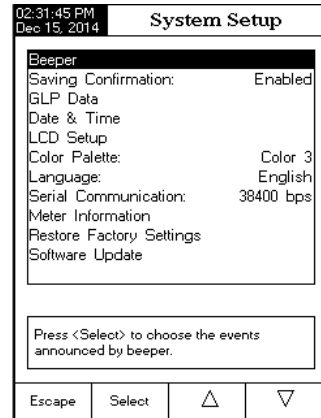 02:31:45 PM
Dec 15, 2014
System Setup
Beeper
Saving Confirmation: Enabled
GLP Data
Date & Time
LCD Setup
Color Palette: Color 3
Language: English
Serial Communication: 38400 bps
Meter Information
Restore Factory Settings
Software Update
Press <Select> to choose the events
announced by beeper.
Escape Select